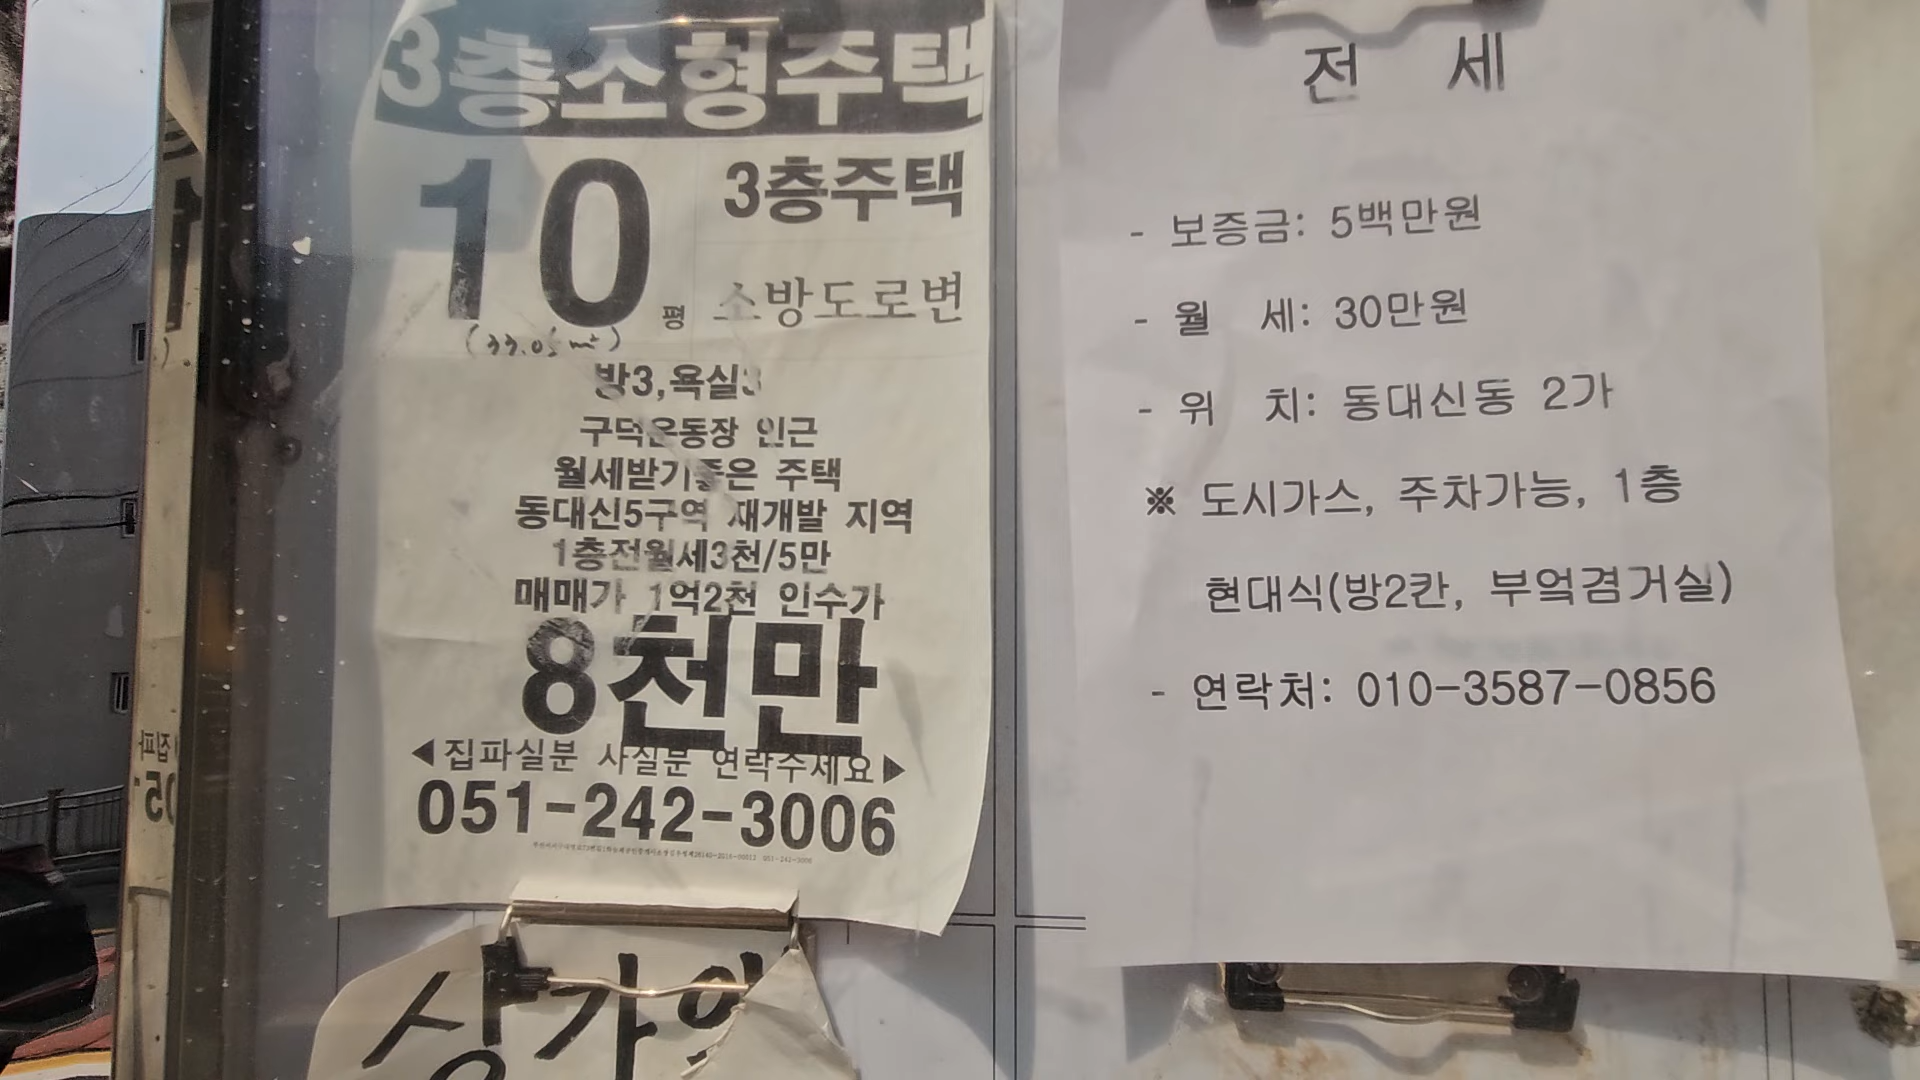 3층소형주택
10평
3층주택
소방도로변
(33.05㎡)
방3,욕실3
구덕운동장 인근
월세받기좋은 주택
동대신5구역 재개발 지역
1층전월세3천/5만
매매가 1억2천 인수가
8천만
◀집파실분 사실분 연락주세요▶
051-242-3006
상가
전 세
- 보증금: 5백만원
- 월 세: 30만원
- 위 치: 동대신동 2가
※ 도시가스, 주차가능, 1층
현대식(방2칸, 부엌겸거실)
- 연락처: 010-3587-0856